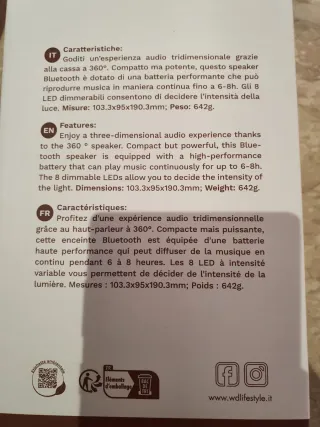 IT Caratteristiche:
Goditi un'esperienza audio tridimensionale grazie
alla cassa a 360°. Compatto ma potente, questo speaker
Bluetooth è dotato di una batteria performante che può
riprodurre musica in maniera continua fino a 6-8h. Gli 8
LED dimmerabili consentono di decidere l'intensità della
luce. Misure: 103.3x95x190.3mm; Peso: 642g.
EN Features:
Enjoy a three-dimensional audio experience thanks
to the 360 ° speaker. Compact but powerful, this Blue-
tooth speaker is equipped with a high-performance
battery that can play music continuously for up to 6-8h.
The 8 dimmable LEDs allow you to decide the intensity of
the light. Dimensions: 103.3x95x190.3mm; Weight: 642g.
FR Caractéristiques:
Profitez d'une expérience audio tridimensionnelle
grâce au haut-parleur à 360°. Compacte mais puissante,
cette enceinte Bluetooth est équipée d'une batterie
haute performance qui peut diffuser de la musique en
continu pendant 6 à 8 heures. Les 8 LED à intensité
variable vous permettent de décider de l'intensité de la
lumière. Mesures : 103.3x95x190.3mm; Poids : 642g.
FR
Éléments
d'emballage
BAC DE TRI
www.wdlifestyle.it